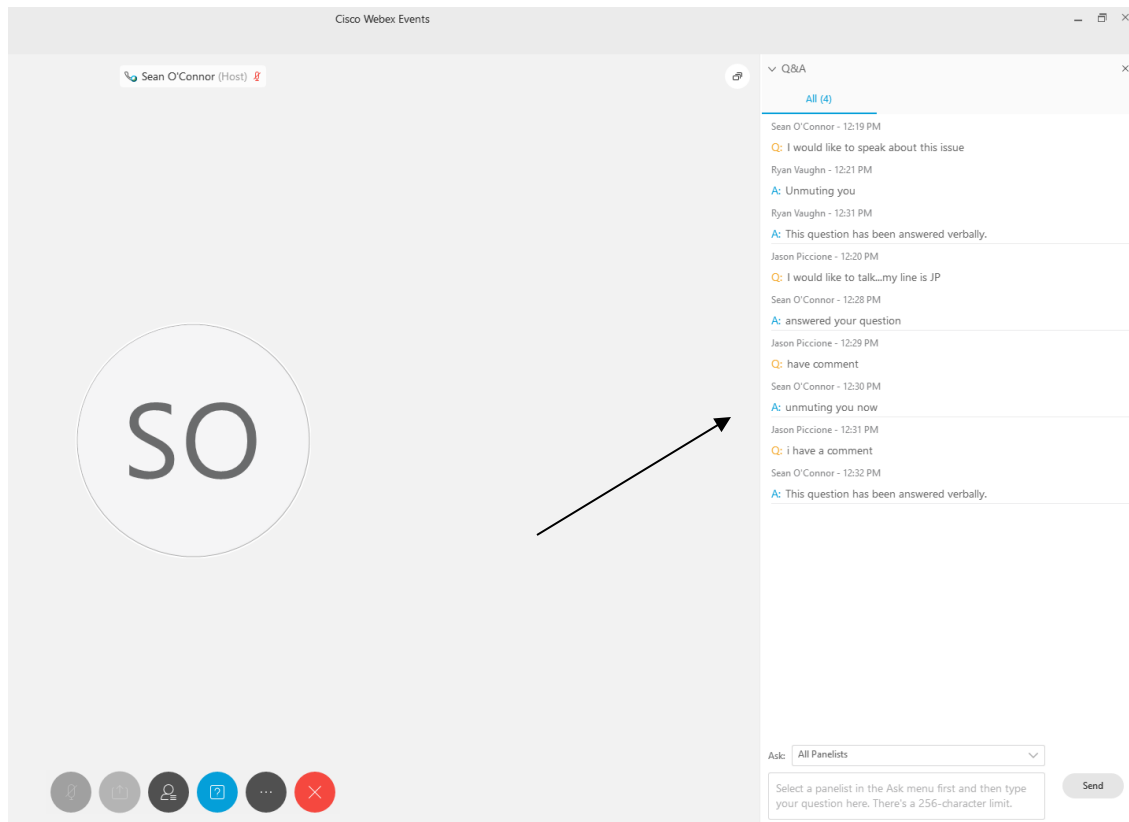 Cisco Webex Events
Sean O'Connor (Host)
SO
Q&A
All (4)
Sean O'Connor - 12:19 PM
Q: I would like to speak about this issue
Ryan Vaughn - 12:21 PM
A: Unmuting you
Ryan Vaughn - 12:31 PM
A: This question has been answered verbally.
Jason Piccione - 12:20 PM
Q: I would like to talk...my line is JP
Sean O'Connor - 12:28 PM
A: answered your question
Jason Piccione - 12:29 PM
Q: have comment
Sean O'Connor - 12:30 PM
A: unmuting you now
Jason Piccione - 12:31 PM
Q: i have a comment
Sean O'Connor - 12:32 PM
A: This question has been answered verbally.
Ask: All Panelists
Select a panelist in the Ask menu first and then type
your question here. There's a 256-character limit.
Send